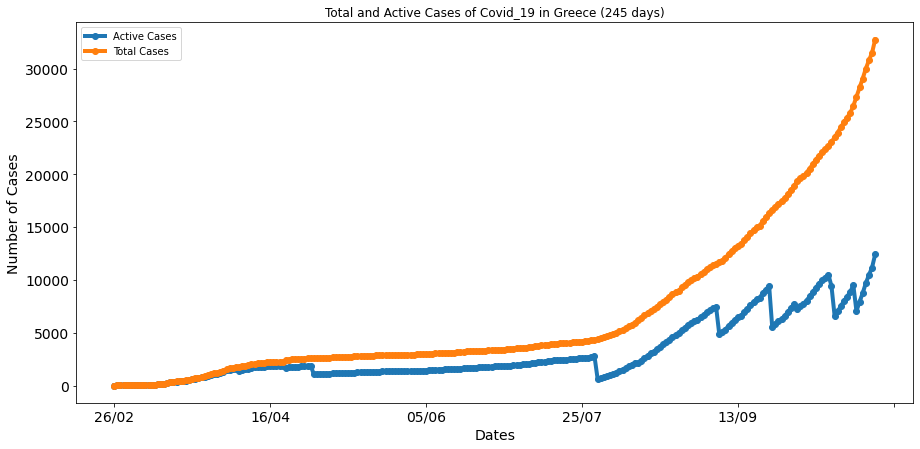 Total and Active Cases of Covid_19 in Greece (245 days)
Active Cases
Total Cases
30000
25000
20000
15000
10000
5000
0
Number of Cases
26/02 16/04 05/06 25/07 13/09
Dates